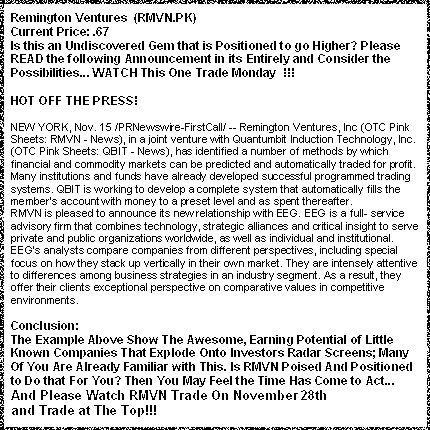 Remington Ventures (RMVN.PK)
Current Price: .67
Is this an Undiscovered Gem that is Positioned to go Higher? Please
READ the following Announcement in its Entirely and Consider the
Possibilities... WATCH This One Trade Monday !!!
HOT OFF THE PRESS!
NEW YORK, Nov. 15 /PRNewswire-FirstCall/ -- Remington Ventures, Inc (OTC Pink
Sheets: RMVN - News), in a joint venture with Quantumbit Induction Technology, Inc.
(OTC Pink Sheets: QBIT - News), has identified a number of methods by which
financial and commodity markets can be predicted and automatically traded for profit.
Many institutions and funds have already developed successful programmed trading
systems. QBIT is working to develop a complete system that automatically fills the
member's account with money to a preset level and as spent thereafter.
RMVN is pleased to announce its new relationship with EEG. EEG is a full- service
advisory firm that combines technology, strategic alliances and critical insight to serve
private and public organizations worldwide, as well as individual and institutional.
EEG's analysts compare companies from different perspectives, including special
focus on how they stack up vertically in their own market. They are intensely attentive
to differences among business strategies in an industry segment. As a result, they
offer their clients exceptional perspective on comparative values in competitive
environments.
Conclusion:
The Example Above Show The Awesome, Earning Potential of Little
Known Companies That Explode Onto Investors Radar Screens; Many
Of You Are Already Familiar with This. Is RMVN Poised And Positioned
to Do that For You? Then You May Feel the Time Has Come to Act...
And Please Watch RMVN Trade On November 28th
and Trade at The Top!!!